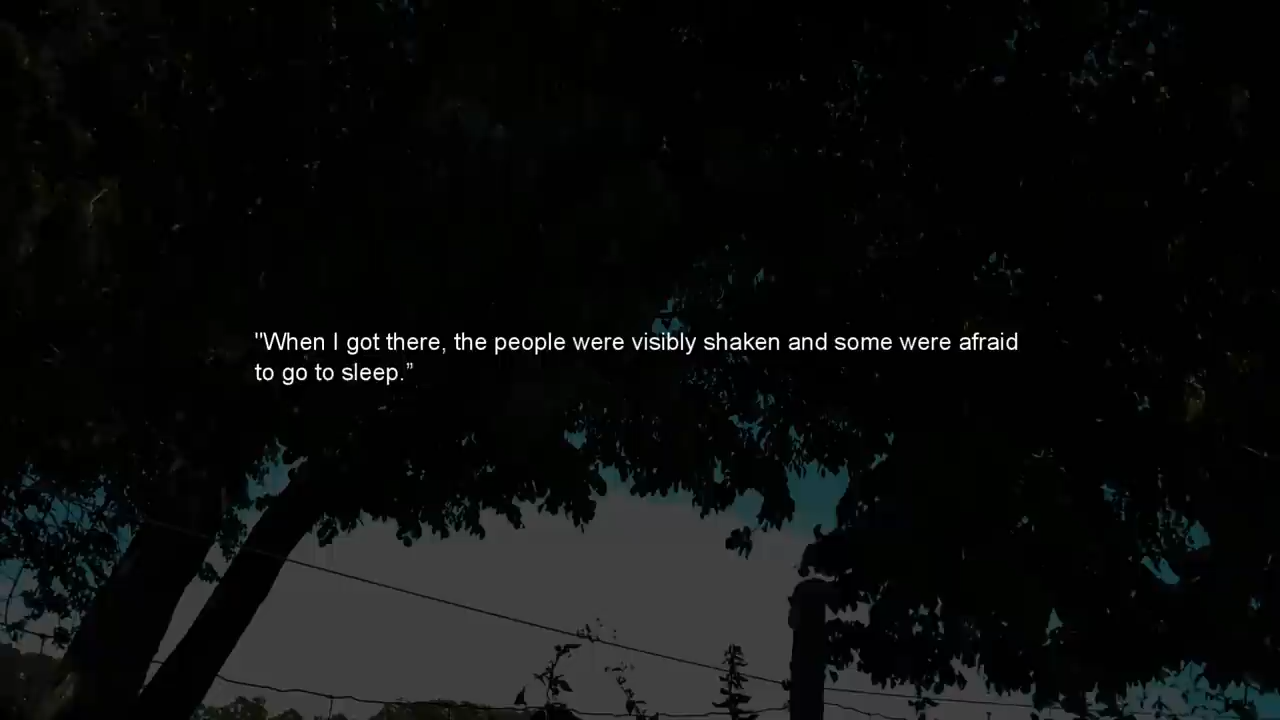 "When I got there, the people were visibly shaken and some were afraid
to go to sleep.”